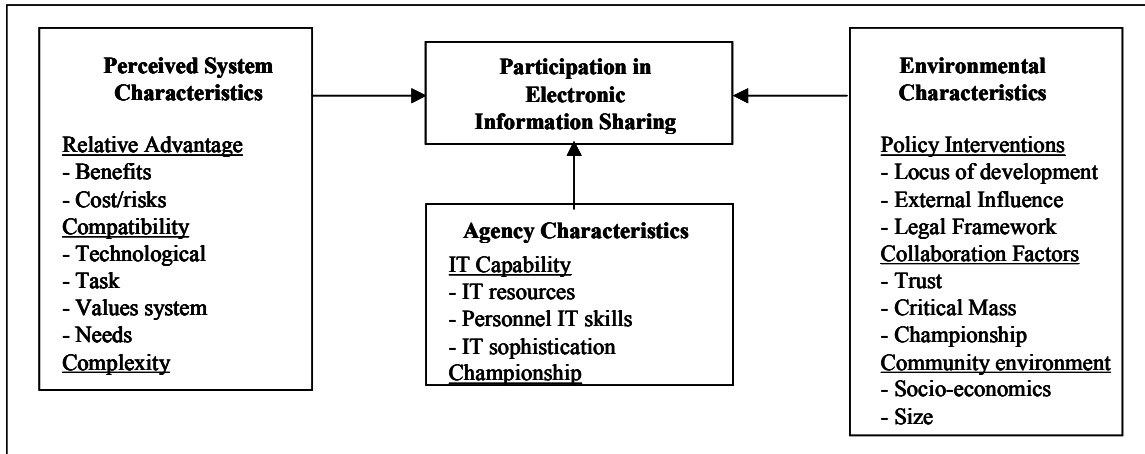 Perceived System
Characteristics
Relative Advantage
- Benefits
- Cost/risks
Compatibility
- Technological
- Task
- Values system
- Needs
Complexity
Participation in
Electronic
Information Sharing
Agency Characteristics
IT Capability
- IT resources
- Personnel IT skills
- IT sophistication
Championship
Environmental
Characteristics
Policy Interventions
- Locus of development
- External Influence
- Legal Framework
Collaboration Factors
- Trust
- Critical Mass
- Championship
Community environment
- Socio-economics
- Size